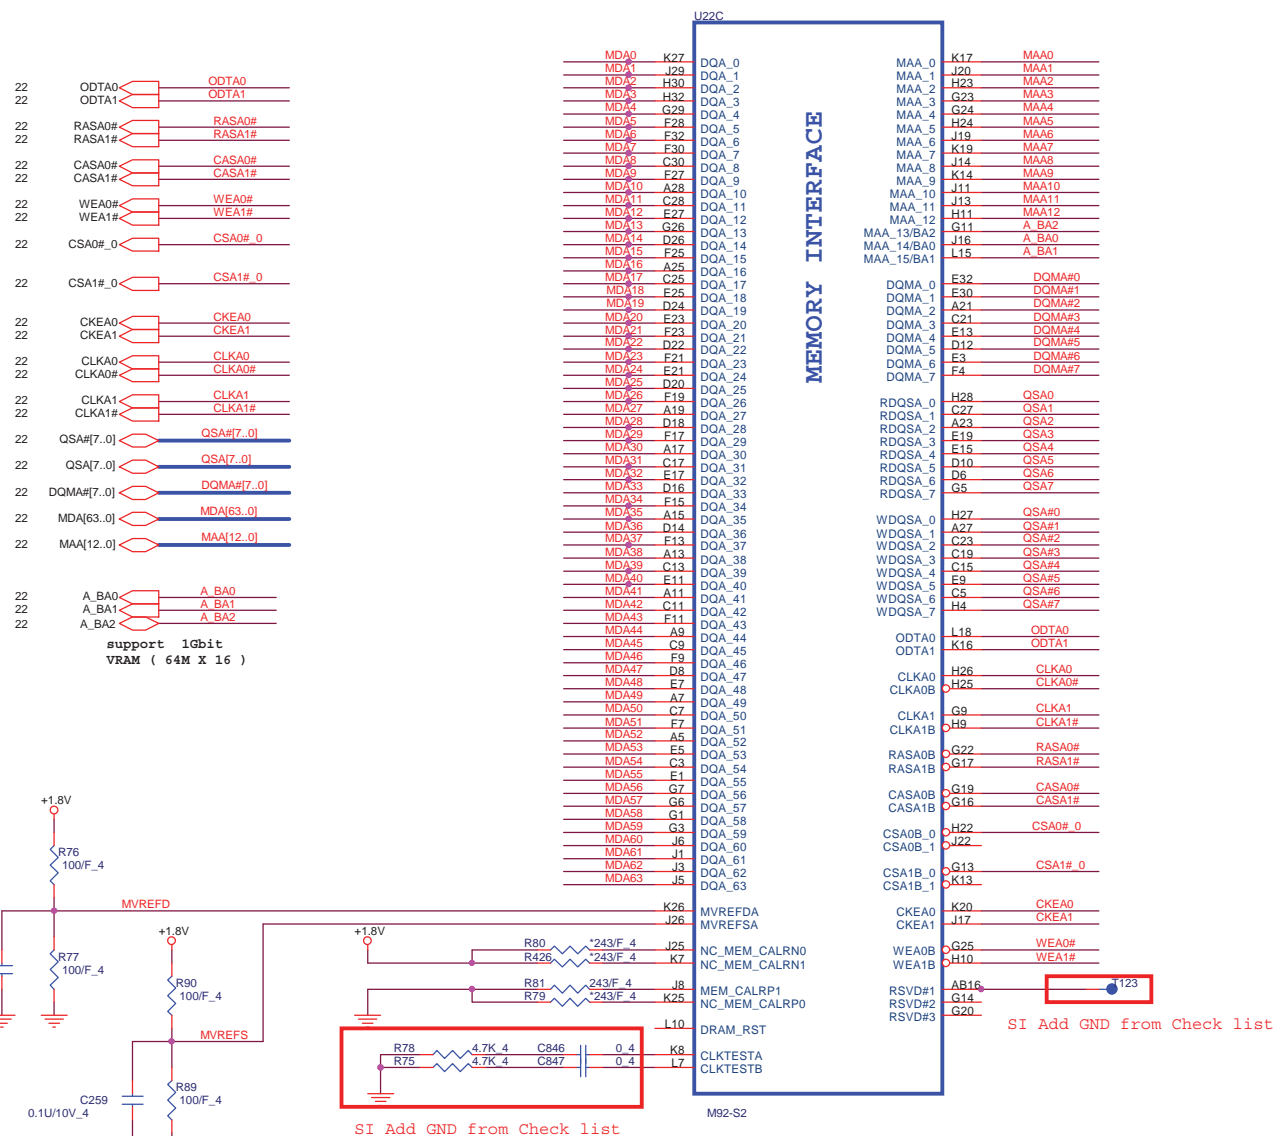 U22C
22 ODTA0 ODTA0
22 ODTA1 ODTA1
22 RASA0# RASA0#
22 RASA1# RASA1#
22 CASA0# CASA0#
22 CASA1# CASA1#
22 WEA0# WEA0#
22 WEA1# WEA1#
22 CSA0#_0 CSA0#_0
22 CSA1#_0 CSA1#_0
22 CKEA0 CKEA0
22 CKEA1 CKEA1
22 CLKA0 CLKA0
22 CLKA0# CLKA0#
22 CLKA1 CLKA1
22 CLKA1# CLKA1#
22 QSA#[7..0] QSA#[7..0]
22 QSA[7..0] QSA[7..0]
22 DQMA#[7..0] DQMA#[7..0]
22 MDA[63..0] MDA[63..0]
22 MAA[12..0] MAA[12..0]
22 A_BA0 A_BA0
22 A_BA1 A_BA1
22 A_BA2 A_BA2
support 1Gbit
VRAM ( 64M X 16 )
MDA0 K27 DQA_0
MDA1 J29 DQA_1
MDA2 H30 DQA_2
MDA3 H32 DQA_3
MDA4 G29 DQA_4
MDA5 F28 DQA_5
MDA6 F32 DQA_6
MDA7 F30 DQA_7
MDA8 C30 DQA_8
MDA9 F27 DQA_9
MDA10 A28 DQA_10
MDA11 C28 DQA_11
MDA12 E27 DQA_12
MDA13 G26 DQA_13
MDA14 D26 DQA_14
MDA15 F25 DQA_15
MDA16 A25 DQA_16
MDA17 C25 DQA_17
MDA18 E25 DQA_18
MDA19 D24 DQA_19
MDA20 E23 DQA_20
MDA21 F23 DQA_21
MDA22 D22 DQA_22
MDA23 F21 DQA_23
MDA24 E21 DQA_24
MDA25 D20 DQA_25
MDA26 F19 DQA_26
MDA27 A19 DQA_27
MDA28 D18 DQA_28
MDA29 F17 DQA_29
MDA30 A17 DQA_30
MDA31 C17 DQA_31
MDA32 E17 DQA_32
MDA33 D16 DQA_33
MDA34 F15 DQA_34
MDA35 A15 DQA_35
MDA36 D14 DQA_36
MDA37 F13 DQA_37
MDA38 A13 DQA_38
MDA39 C13 DQA_39
MDA40 E11 DQA_40
MDA41 A11 DQA_41
MDA42 C11 DQA_42
MDA43 F11 DQA_43
MDA44 A9 DQA_44
MDA45 C9 DQA_45
MDA46 F9 DQA_46
MDA47 D8 DQA_47
MDA48 E7 DQA_48
MDA49 A7 DQA_49
MDA50 C7 DQA_50
MDA51 F7 DQA_51
MDA52 A5 DQA_52
MDA53 E5 DQA_53
MDA54 C3 DQA_54
MDA55 E1 DQA_55
MDA56 G7 DQA_56
MDA57 G6 DQA_57
MDA58 G1 DQA_58
MDA59 G3 DQA_59
MDA60 J6 DQA_60
MDA61 J1 DQA_61
MDA62 J3 DQA_62
MDA63 J5 DQA_63
MEMORY INTERFACE
MAA_0 K17 MAA0
MAA_1 J20 MAA1
MAA_2 H23 MAA2
MAA_3 G23 MAA3
MAA_4 G24 MAA4
MAA_5 H24 MAA5
MAA_6 J19 MAA6
MAA_7 K19 MAA7
MAA_8 J14 MAA8
MAA_9 K14 MAA9
MAA_10 J11 MAA10
MAA_11 J13 MAA11
MAA_12 H11 MAA12
MAA_13/BA2 G11 A_BA2
MAA_14/BA0 J16 A_BA0
MAA_15/BA1 L15 A_BA1
DQMA_0 E32 DQMA#0
DQMA_1 E30 DQMA#1
DQMA_2 A21 DQMA#2
DQMA_3 C21 DQMA#3
DQMA_4 E13 DQMA#4
DQMA_5 D12 DQMA#5
DQMA_6 E3 DQMA#6
DQMA_7 F4 DQMA#7
RDQSA_0 H28 QSA0
RDQSA_1 C27 QSA1
RDQSA_2 A23 QSA2
RDQSA_3 E19 QSA3
RDQSA_4 E15 QSA4
RDQSA_5 D10 QSA5
RDQSA_6 D6 QSA6
RDQSA_7 G5 QSA7
WDQSA_0 H27 QSA#0
WDQSA_1 A27 QSA#1
WDQSA_2 C23 QSA#2
WDQSA_3 C19 QSA#3
WDQSA_4 C15 QSA#4
WDQSA_5 E9 QSA#5
WDQSA_6 C5 QSA#6
WDQSA_7 H4 QSA#7
ODTA0 L18 ODTA0
ODTA1 K16 ODTA1
CLKA0 H26 CLKA0
CLKA0B H25 CLKA0#
CLKA1 G9 CLKA1
CLKA1B H9 CLKA1#
RASA0B G22 RASA0#
RASA1B G17 RASA1#
CASA0B G19 CASA0#
CASA1B G16 CASA1#
CSA0B_0 H22 CSA0#_0
CSA0B_1 J22
CSA1B_0 G13 CSA1#_0
CSA1B_1 K13
CKEA0 K20 CKEA0
CKEA1 J17 CKEA1
WEA0B G25 WEA0#
WEA1B H10 WEA1#
RSVD#1 AB16 T123
RSVD#2 G14
RSVD#3 G20
SI Add GND from Check list
+1.8V
R76
100/F_4
MVREFD K26 MVREFDA
J26 MVREFSA
R77
100/F_4
+1.8V
R90
100/F_4
MVREFS
C259
0.1U/10V_4
R89
100/F_4
+1.8V
R80 *243/F_4 J25 NC_MEM_CALRN0
R426 *243/F_4 K7 NC_MEM_CALRN1
R81 243/F_4 J8 MEM_CALRP1
R79 *243/F_4 K25 NC_MEM_CALRP0
L10 DRAM_RST
R78 4.7K_4 C846 0_4 K8 CLKTESTA
R75 4.7K_4 C847 0_4 L7 CLKTESTB
M92-S2
SI Add GND from Check list